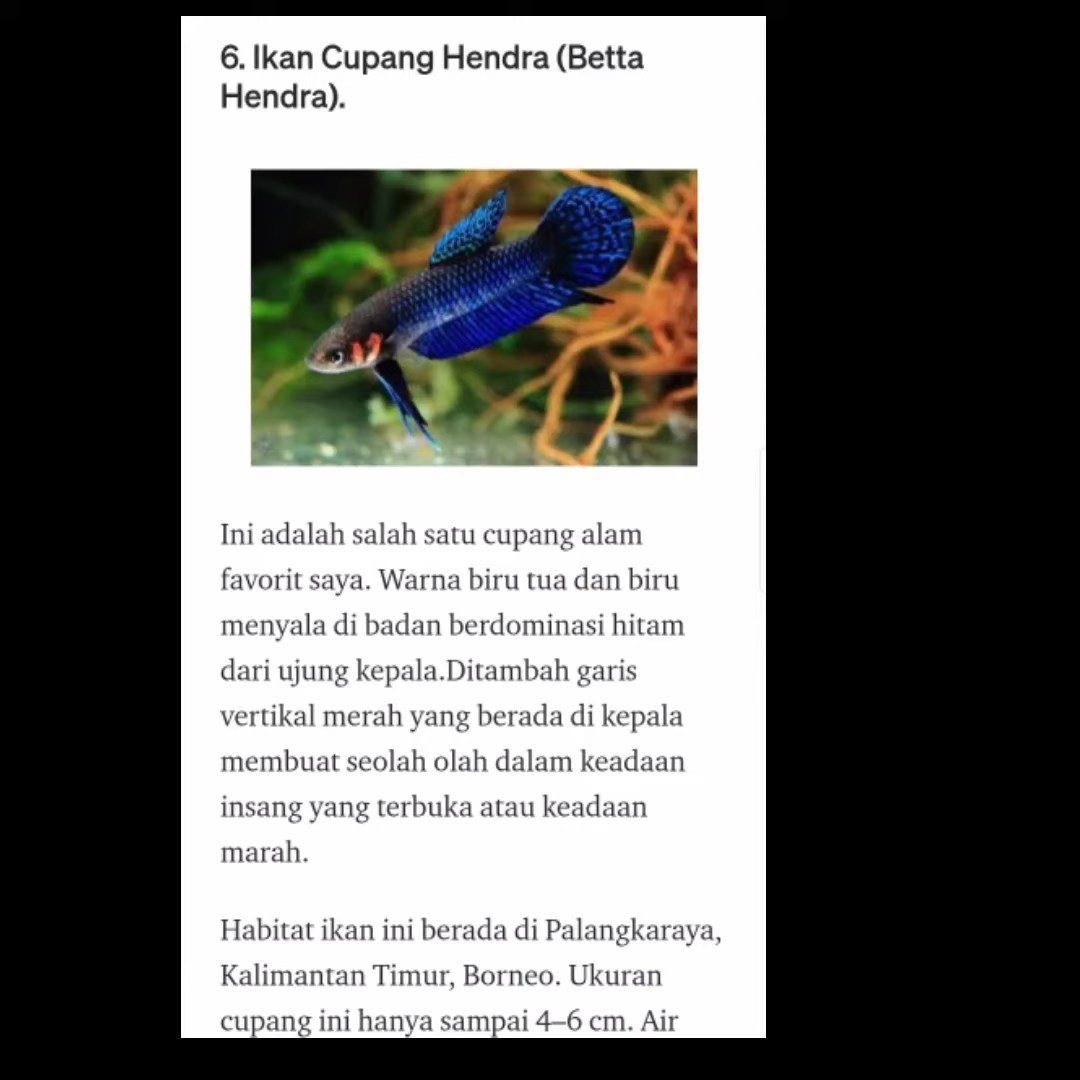 6. Ikan Cupang Hendra (Betta
Hendra).
Ini adalah salah satu cupang alam
favorit saya. Warna biru tua dan biru
menyala di badan berdominasi hitam
dari ujung kepala.Ditambah garis
vertikal merah yang berada di kepala
membuat seolah olah dalam keadaan
insang yang terbuka atau keadaan
marah.
Habitat ikan ini berada di Palangkaraya,
Kalimantan Timur, Borneo. Ukuran
cupang ini hanya sampai 4–6 cm. Air